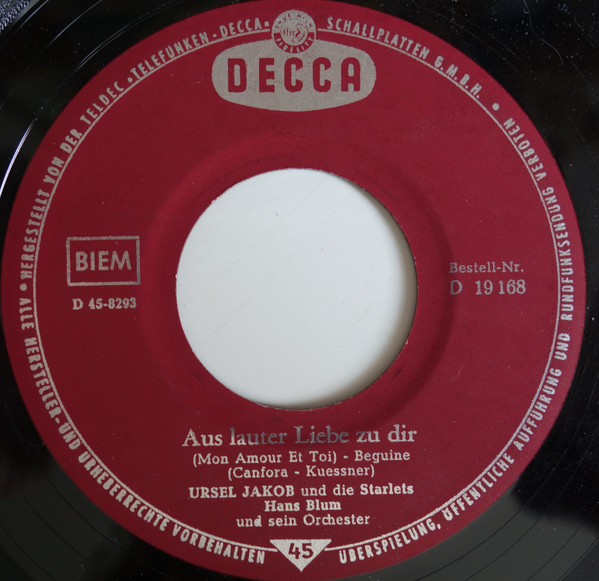 • HERGESTELLT VON DER TELDEC • TELEFUNKEN - DECCA • SCHALLPLATTEN G.M.B.H. •
DECCA
BIEM
D 45-8293
Bestell-Nr.
D 19 168
Aus lauter Liebe zu dir
(Mon Amour Et Toi) - Beguine
(Canfora - Kuessner)
URSEL JAKOB und die Starlets
Hans Blum
und sein Orchester
45
ALLE HERSTELLER- UND URHEBERRECHTE VORBEHALTEN
ÜBERSPIELUNG, ÖFFENTLICHE AUFFÜHRUNG UND RUNDFUNKSENDUNG VERBOTEN